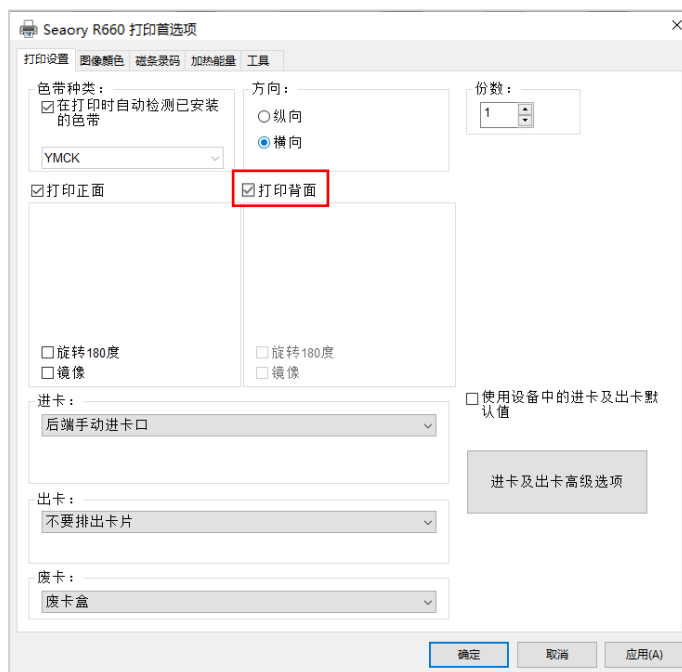 Seaory R660 打印首选项
打印设置 图像颜色 磁条录码 加热能量 工具
色带种类：
在打印时自动检测已安装
的色带
YMCK
方向：
纵向
横向
份数：
1
打印正面
打印背面
旋转180度
镜像
旋转180度
镜像
进卡：
后端手动进卡口
使用设备中的进卡及出卡默
认值
进卡及出卡高级选项
出卡：
不要排出卡片
废卡：
废卡盒
确定 取消 应用(A)